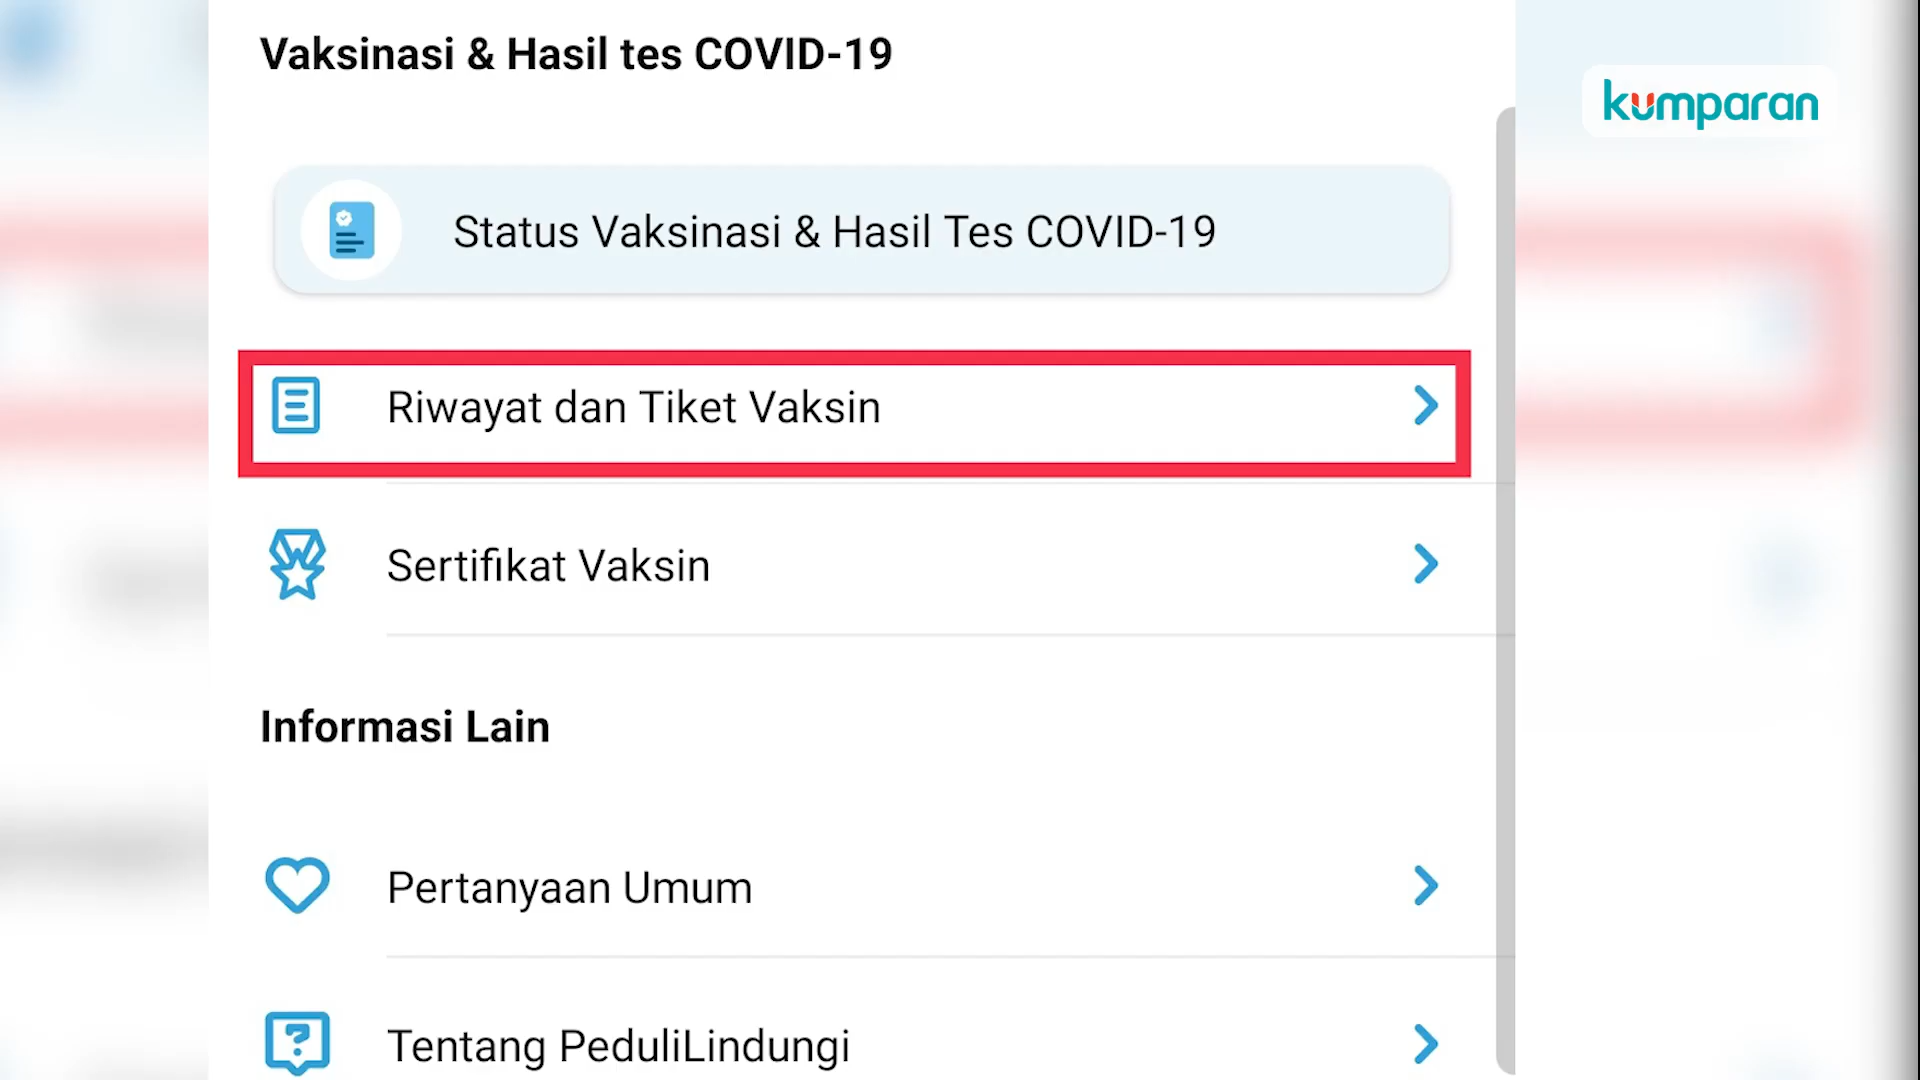 Vaksinasi & Hasil tes COVID-19
kumparan
Status Vaksinasi & Hasil Tes COVID-19
Riwayat dan Tiket Vaksin
Sertifikat Vaksin
Informasi Lain
Pertanyaan Umum
Tentang PeduliLindungi